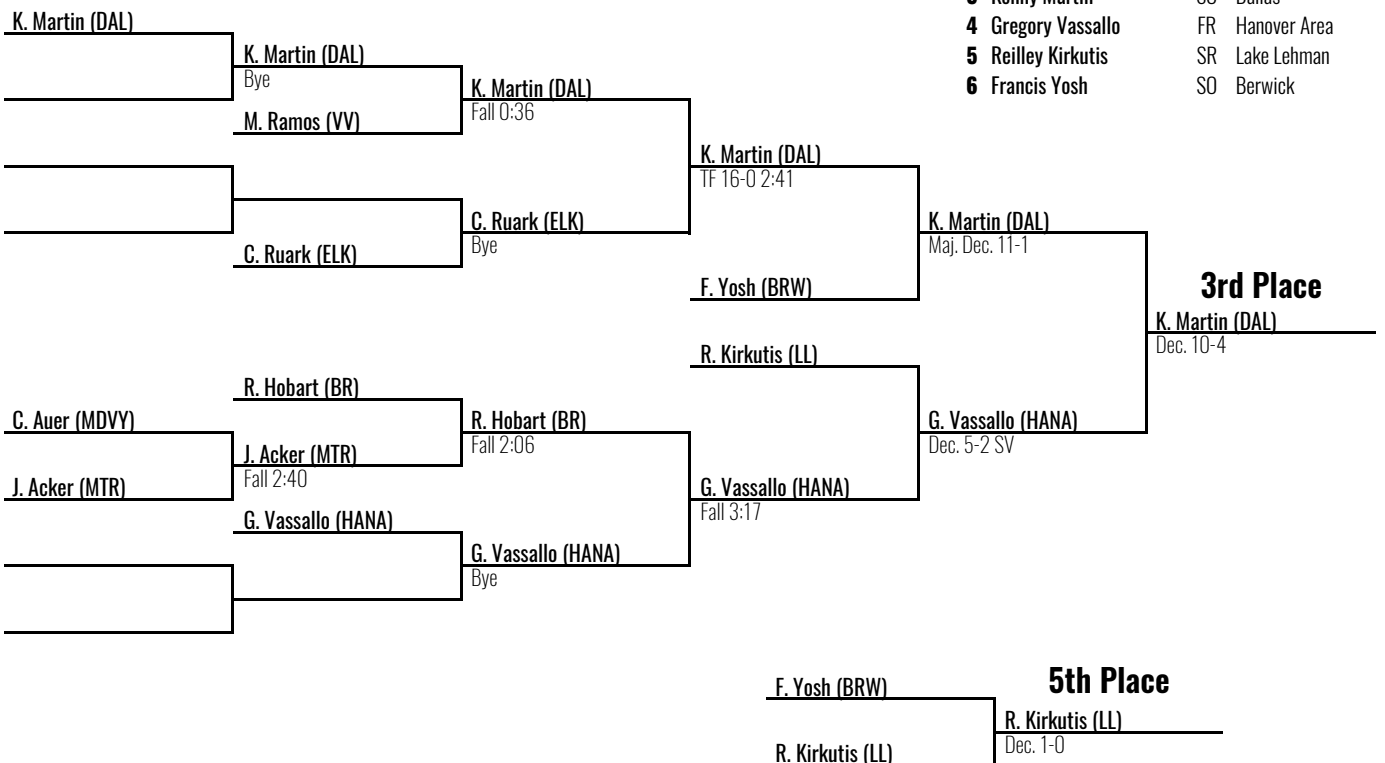 3 Kenny Martin SO Dallas
4 Gregory Vassallo FR Hanover Area
5 Reilley Kirkutis SR Lake Lehman
6 Francis Yosh SO Berwick
K. Martin (DAL)
K. Martin (DAL)
Bye
M. Ramos (VV)
K. Martin (DAL)
Fall 0:36
C. Ruark (ELK)
C. Ruark (ELK)
Bye
K. Martin (DAL)
TF 16-0 2:41
F. Yosh (BRW)
K. Martin (DAL)
Maj. Dec. 11-1
R. Kirkutis (LL)
R. Hobart (BR)
C. Auer (MDVY)
J. Acker (MTR)
J. Acker (MTR)
Fall 2:40
R. Hobart (BR)
Fall 2:06
G. Vassallo (HANA)
G. Vassallo (HANA)
Bye
G. Vassallo (HANA)
Fall 3:17
G. Vassallo (HANA)
Dec. 5-2 SV
3rd Place
K. Martin (DAL)
Dec. 10-4
5th Place
F. Yosh (BRW)
R. Kirkutis (LL)
R. Kirkutis (LL)
Dec. 1-0